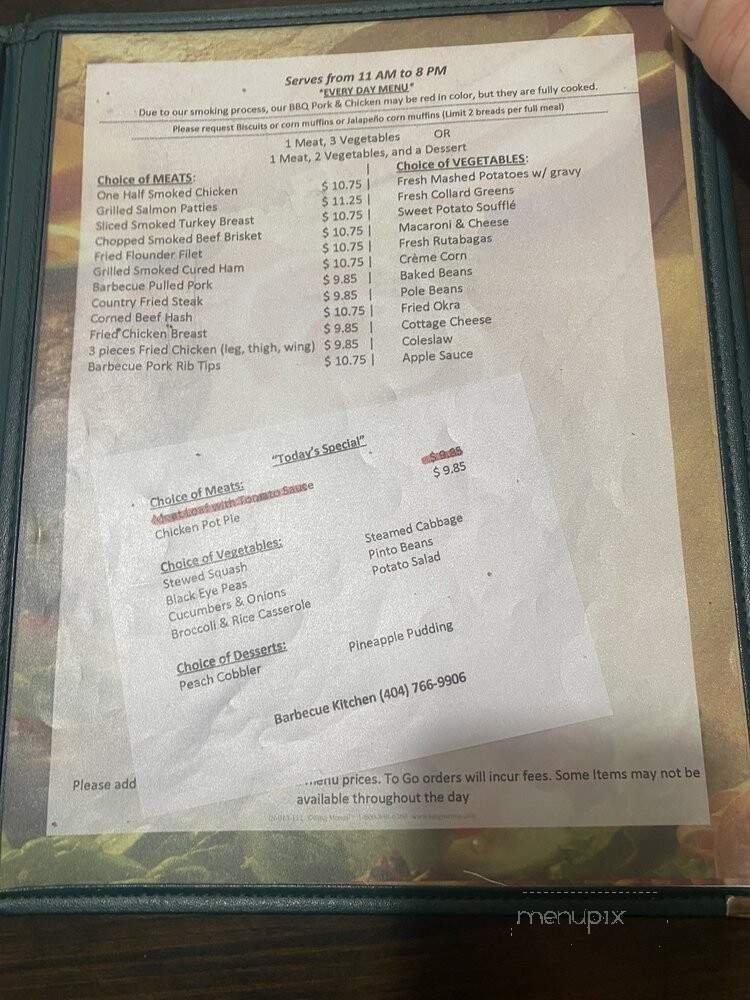 Serves from 11 AM to 8 PM
"EVERY DAY MENU"
Due to our smoking process, our BBQ Pork & Chicken may be red in color, but they are fully cooked.
Please request Biscuits or corn muffins or Jalapeño corn muffins (Limit 2 breads per full meal)
1 Meat, 3 Vegetables OR
1 Meat, 2 Vegetables, and a Dessert
Choice of MEATS:
One Half Smoked Chicken $ 10.75 |
Grilled Salmon Patties $ 11.25 |
Sliced Smoked Turkey Breast $ 10.75 |
Chopped Smoked Beef Brisket $ 10.75 |
Fried Flounder Filet $ 10.75 |
Grilled Smoked Cured Ham $ 10.75 |
Barbecue Pulled Pork $ 9.85 |
Country Fried Steak $ 9.85 |
Corned Beef Hash $ 10.75 |
Fried Chicken Breast $ 9.85 |
3 pieces Fried Chicken (leg, thigh, wing) $ 9.85 |
Barbecue Pork Rib Tips $ 10.75 |
Choice of VEGETABLES:
Fresh Mashed Potatoes w/ gravy
Fresh Collard Greens
Sweet Potato Soufflé
Macaroni & Cheese
Fresh Rutabagas
Crème Corn
Baked Beans
Pole Beans
Fried Okra
Cottage Cheese
Coleslaw
Apple Sauce
"Today's Special"
Choice of Meats:
Meat Loaf with Tomato Sauce $ 9.85
Chicken Pot Pie $ 9.85
Choice of Vegetables:
Stewed Squash
Black Eye Peas
Cucumbers & Onions
Broccoli & Rice Casserole
Steamed Cabbage
Pinto Beans
Potato Salad
Choice of Desserts:
Peach Cobbler Pineapple Pudding
Barbecue Kitchen (404) 766-9906
Please add menu prices. To Go orders will incur fees. Some Items may not be
available throughout the day
menupix